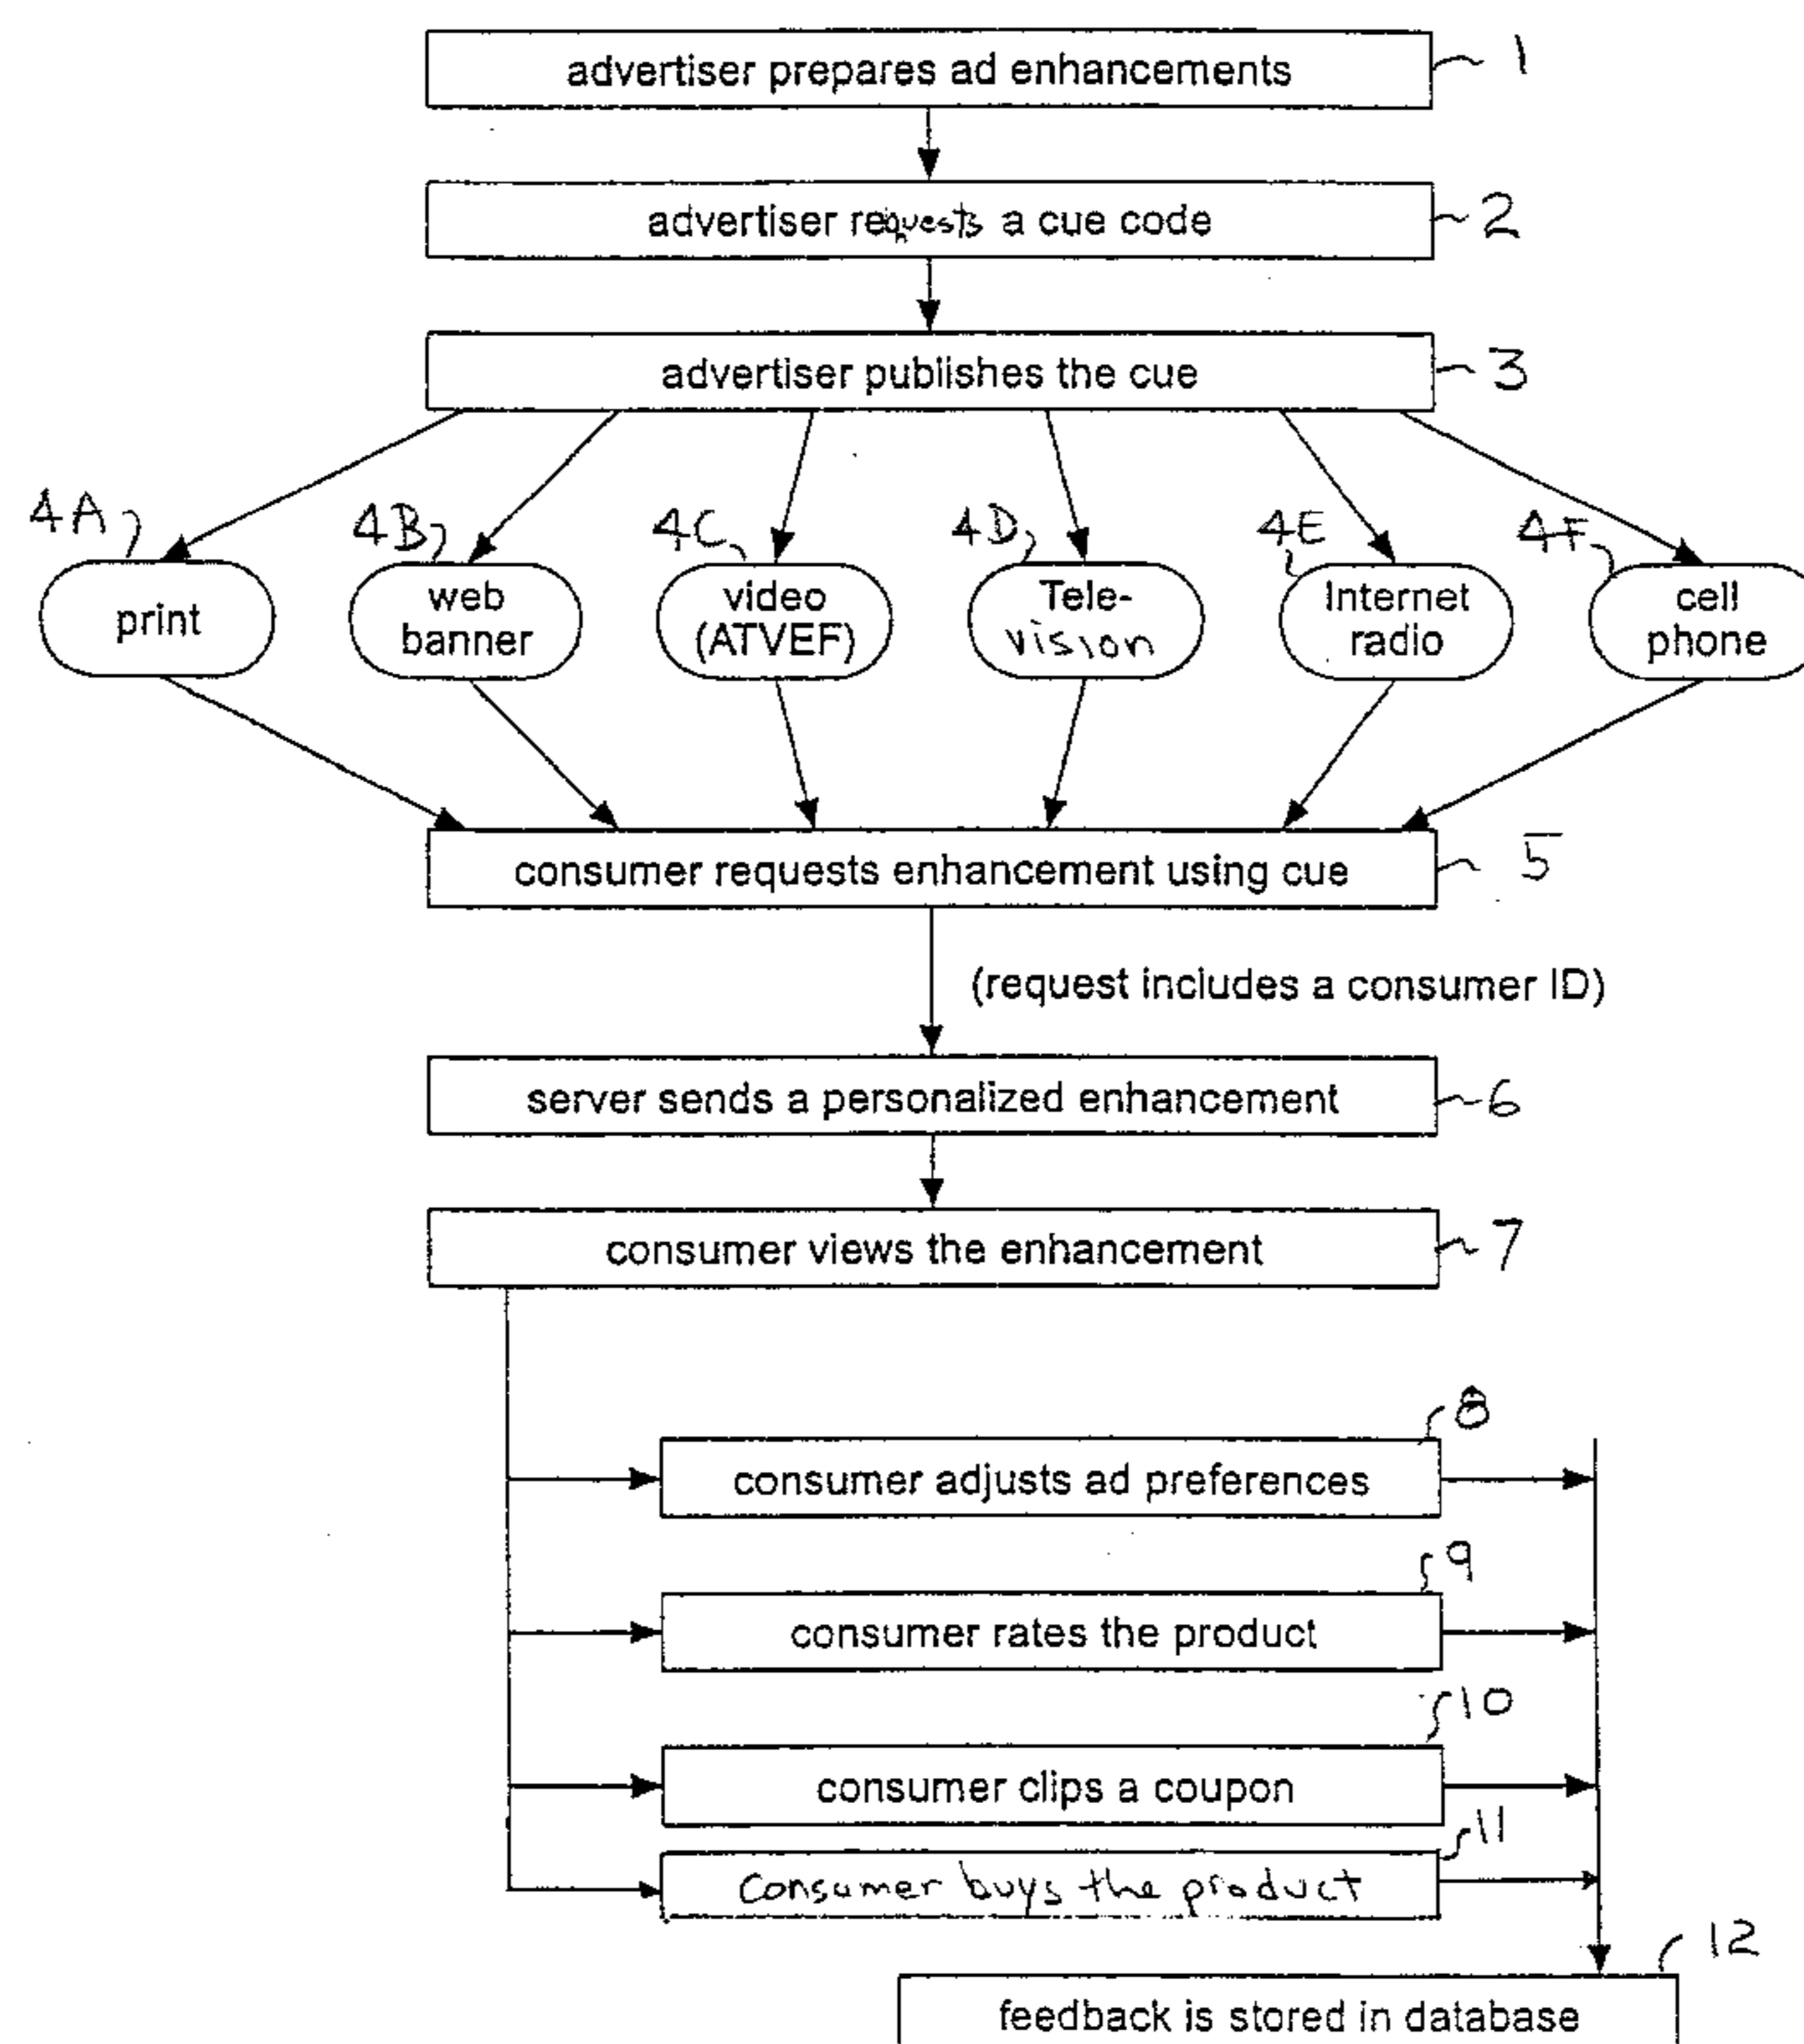 advertiser prepares ad enhancements 1
advertiser requests a cue code 2
advertiser publishes the cue 3
4A 4B 4C 4D 4E 4F
print
web
banner
video
(ATVEF)
Tele-
vision
Internet
radio
cell
phone
consumer requests enhancement using cue 5
(request includes a consumer ID)
server sends a personalized enhancement 6
consumer views the enhancement 7
8
consumer adjusts ad preferences
9
consumer rates the product
10
consumer clips a coupon
11
Consumer buys the product
12
feedback is stored in database